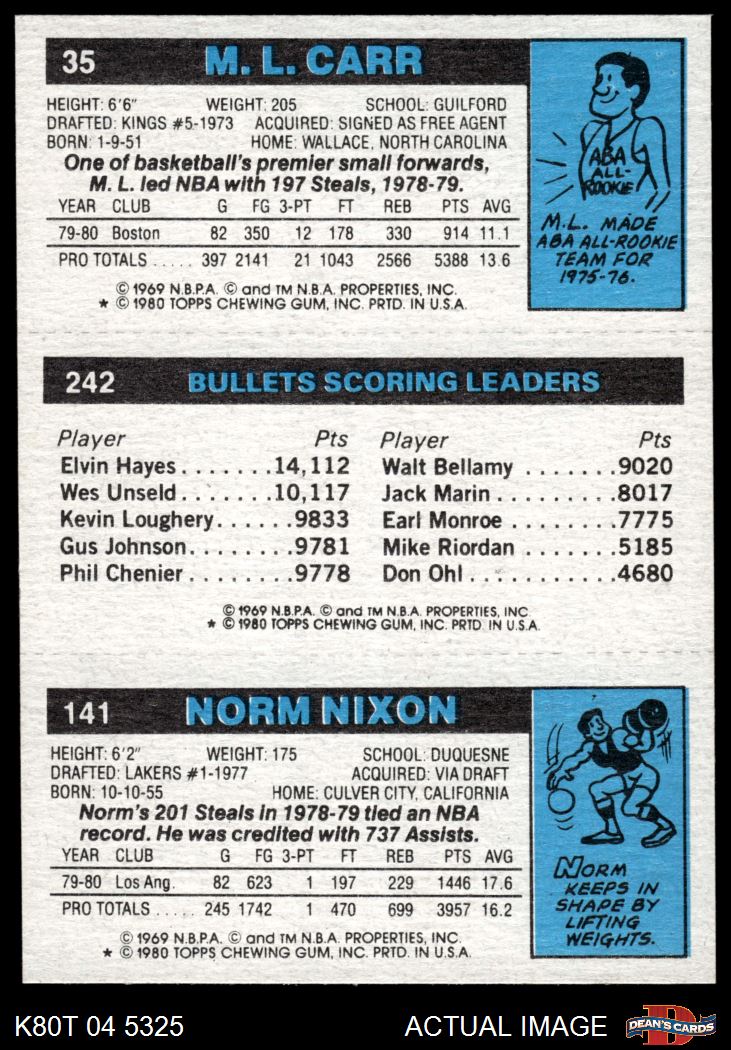 35 M. L. CARR
HEIGHT: 6'6" WEIGHT: 205 SCHOOL: GUILFORD
DRAFTED: KINGS #5-1973 ACQUIRED: SIGNED AS FREE AGENT
BORN: 1-9-51 HOME: WALLACE, NORTH CAROLINA
One of basketball's premier small forwards,
M. L. led NBA with 197 Steals, 1978-79.
YEAR CLUB G FG 3-PT FT REB PTS AVG
79-80 Boston 82 350 12 178 330 914 11.1
PRO TOTALS ..... 397 2141 21 1043 2566 5388 13.6
© 1969 N.B.P.A. © and TM N.B.A. PROPERTIES, INC.
* © 1980 TOPPS CHEWING GUM, INC. PRTD. IN U.S.A.
ABA
ALL-
ROOKIE
M.L. MADE
ABA ALL-ROOKIE
TEAM FOR
1975-76.
242 BULLETS SCORING LEADERS
Player Pts Player Pts
Elvin Hayes.......14,112 Walt Bellamy .......9020
Wes Unseld.......10,117 Jack Marin.........8017
Kevin Loughery......9833 Earl Monroe ........7775
Gus Johnson........9781 Mike Riordan .......5185
Phil Chenier........9778 Don Ohl...........4680
© 1969 N.B.P.A. © and TM N.B.A. PROPERTIES, INC
* © 1980 TOPPS CHEWING GUM, INC. PRTD. IN U.S.A.
141 NORM NIXON
HEIGHT: 6'2" WEIGHT: 175 SCHOOL: DUQUESNE
DRAFTED: LAKERS #1-1977 ACQUIRED: VIA DRAFT
BORN: 10-10-55 HOME: CULVER CITY, CALIFORNIA
Norm's 201 Steals in 1978-79 tied an NBA
record. He was credited with 737 Assists.
YEAR CLUB G FG 3-PT FT REB PTS AVG
79-80 Los Ang. 82 623 1 197 229 1446 17.6
PRO TOTALS ..... 245 1742 1 470 699 3957 16.2
© 1969 N.B.P.A. © and TM N.B.A. PROPERTIES, INC.
* © 1980 TOPPS CHEWING GUM, INC. PRTD. IN U.S.A.
NORM
KEEPS IN
SHAPE BY
LIFTING
WEIGHTS.
K80T 04 5325 ACTUAL IMAGE DEAN'S CARDS